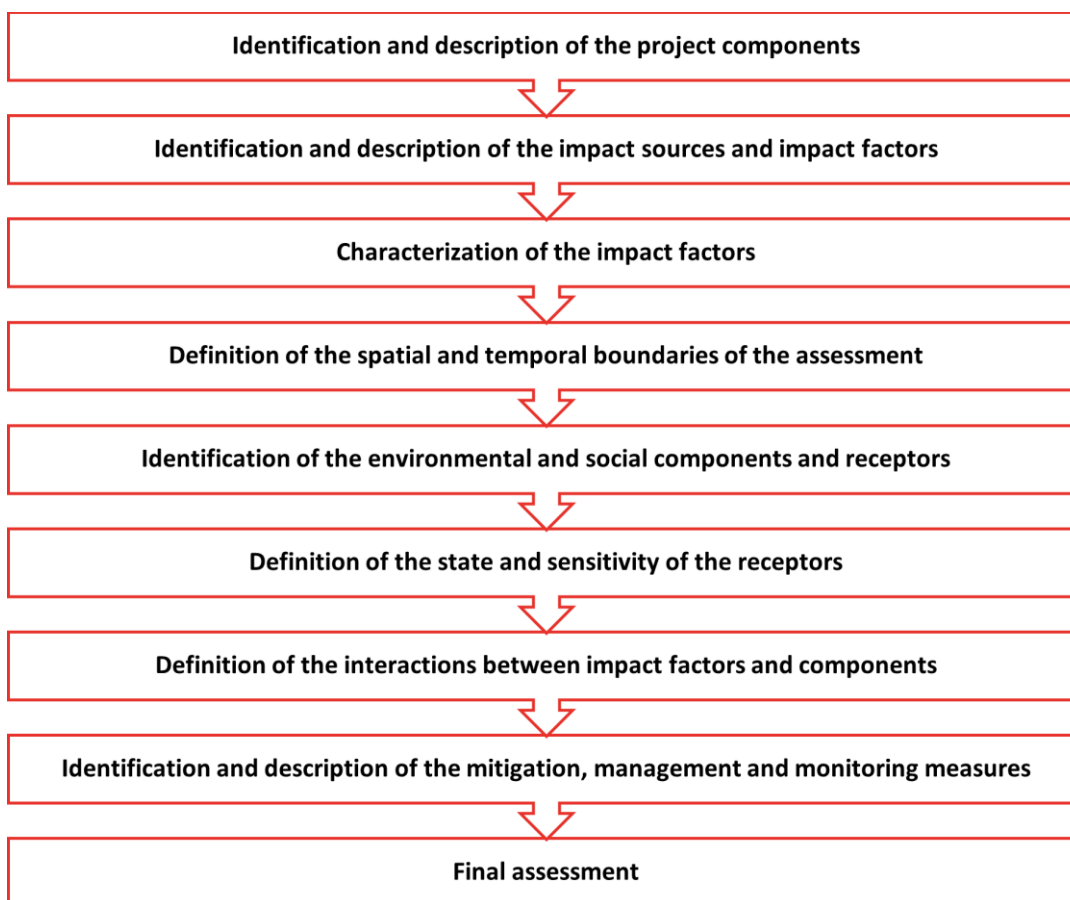 Identification and description of the project components
Identification and description of the impact sources and impact factors
Characterization of the impact factors
Definition of the spatial and temporal boundaries of the assessment
Identification of the environmental and social components and receptors
Definition of the state and sensitivity of the receptors
Definition of the interactions between impact factors and components
Identification and description of the mitigation, management and monitoring measures
Final assessment